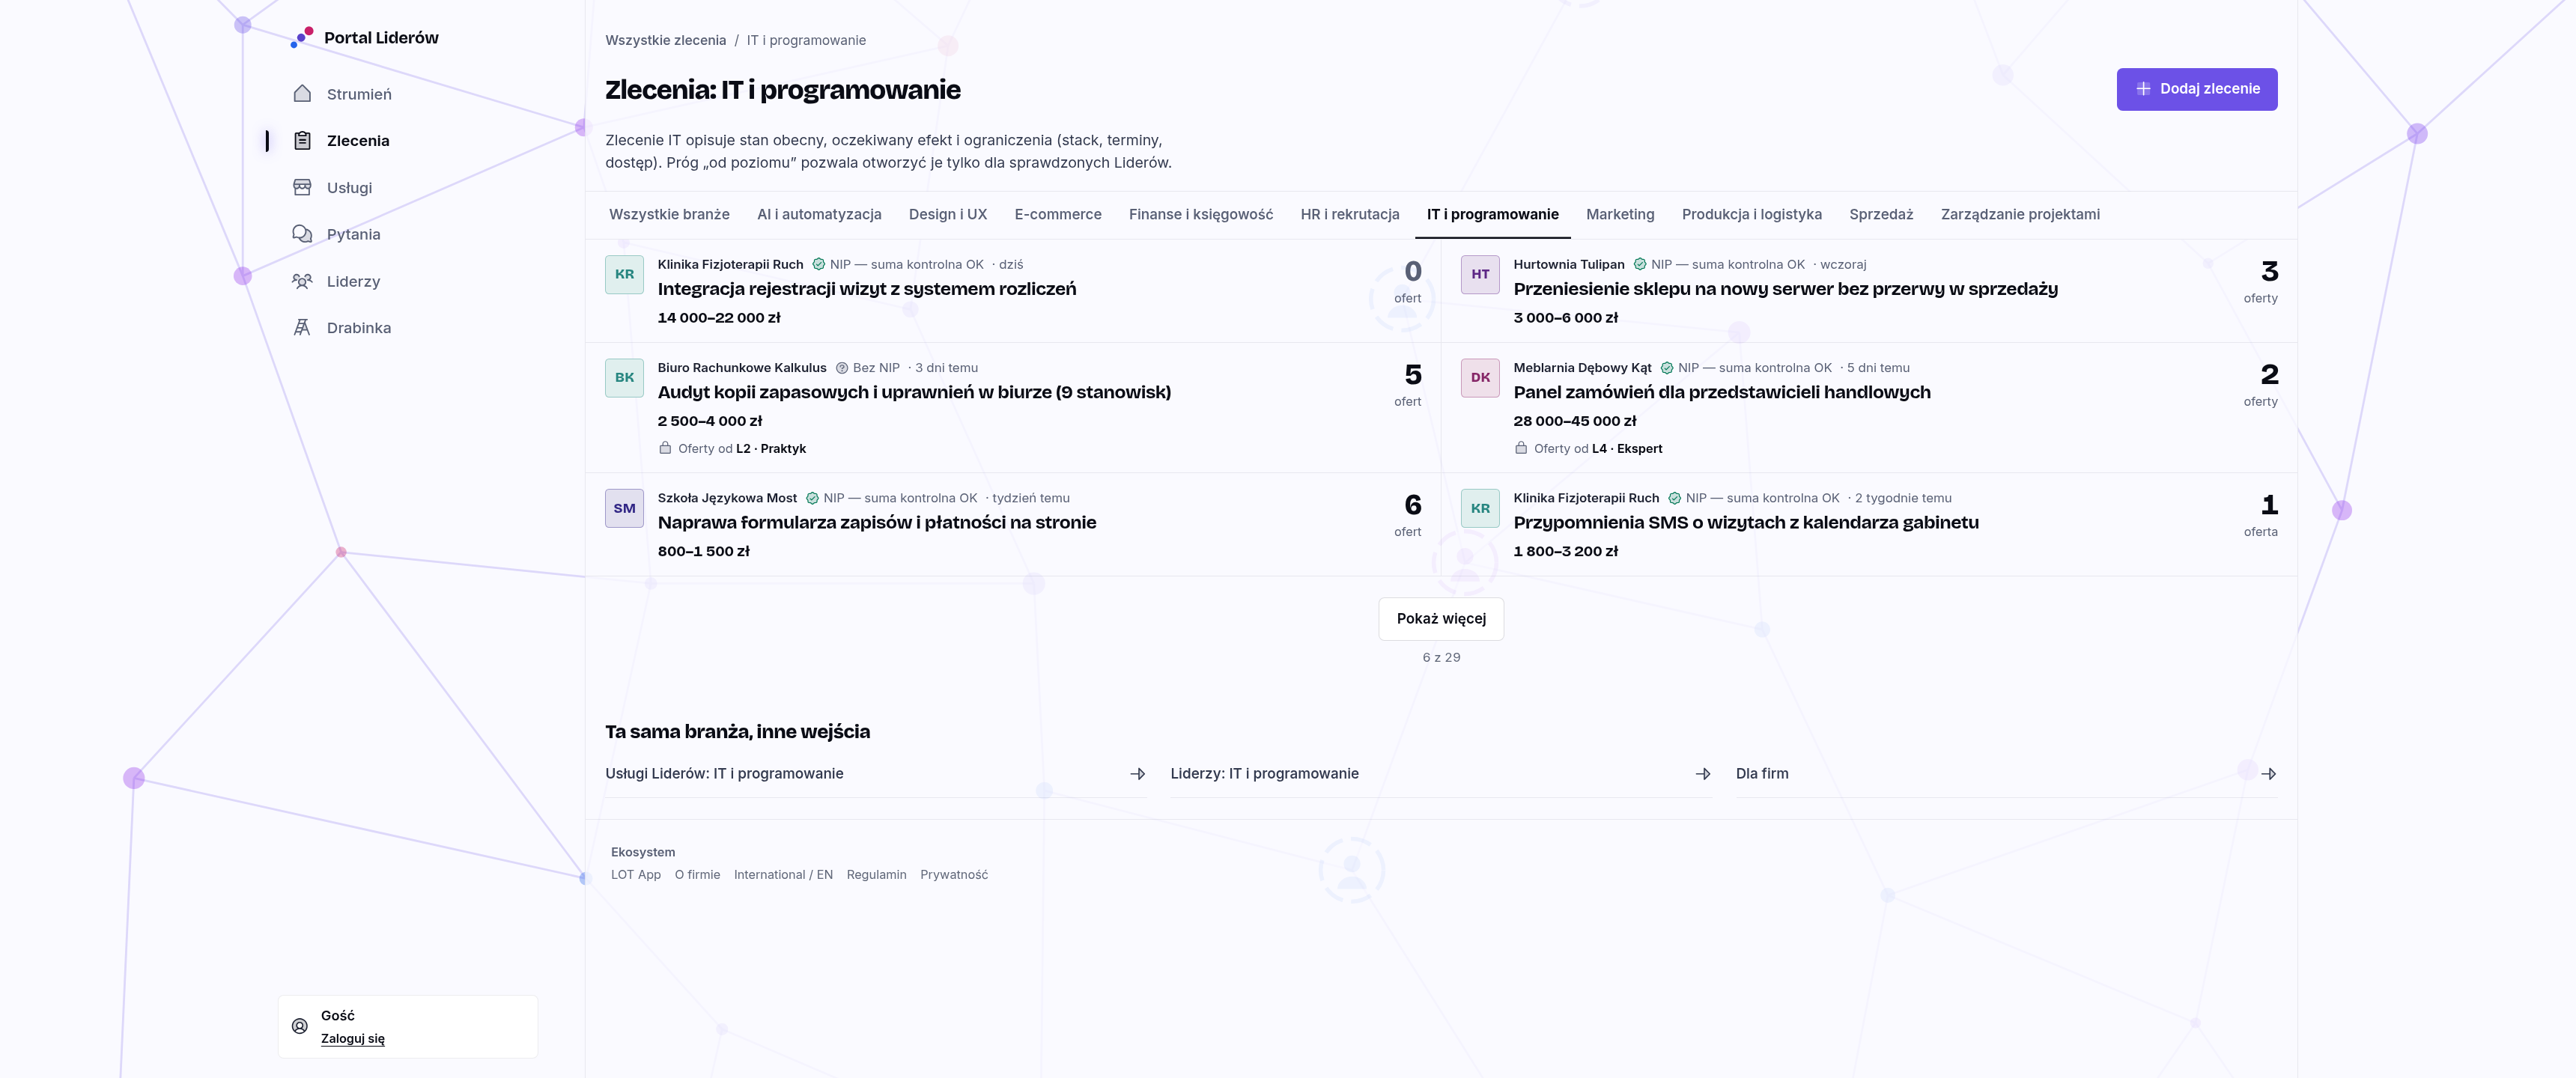 Portal Liderów
Strumień
Zlecenia
Usługi
Pytania
Liderzy
Drabinka
Gość
Zaloguj się
Wszystkie zlecenia / IT i programowanie
Zlecenia: IT i programowanie
Dodaj zlecenie
Zlecenie IT opisuje stan obecny, oczekiwany efekt i ograniczenia (stack, terminy,
dostęp). Próg „od poziomu” pozwala otworzyć je tylko dla sprawdzonych Liderów.
Wszystkie branże AI i automatyzacja Design i UX E-commerce Finanse i księgowość HR i rekrutacja IT i programowanie Marketing Produkcja i logistyka Sprzedaż Zarządzanie projektami
KR
Klinika Fizjoterapii Ruch NIP — suma kontrolna OK · dziś
Integracja rejestracji wizyt z systemem rozliczeń
14 000–22 000 zł
0
ofert
HT
Hurtownia Tulipan NIP — suma kontrolna OK · wczoraj
Przeniesienie sklepu na nowy serwer bez przerwy w sprzedaży
3 000–6 000 zł
3
oferty
BK
Biuro Rachunkowe Kalkulus Bez NIP · 3 dni temu
Audyt kopii zapasowych i uprawnień w biurze (9 stanowisk)
2 500–4 000 zł
Oferty od L2 · Praktyk
5
ofert
DK
Meblarnia Dębowy Kąt NIP — suma kontrolna OK · 5 dni temu
Panel zamówień dla przedstawicieli handlowych
28 000–45 000 zł
Oferty od L4 · Ekspert
2
oferty
SM
Szkoła Językowa Most NIP — suma kontrolna OK · tydzień temu
Naprawa formularza zapisów i płatności na stronie
800–1 500 zł
6
ofert
KR
Klinika Fizjoterapii Ruch NIP — suma kontrolna OK · 2 tygodnie temu
Przypomnienia SMS o wizytach z kalendarza gabinetu
1 800–3 200 zł
1
oferta
Pokaż więcej
6 z 29
Ta sama branża, inne wejścia
Usługi Liderów: IT i programowanie
Liderzy: IT i programowanie
Dla firm
Ekosystem
LOT App O firmie International / EN Regulamin Prywatność